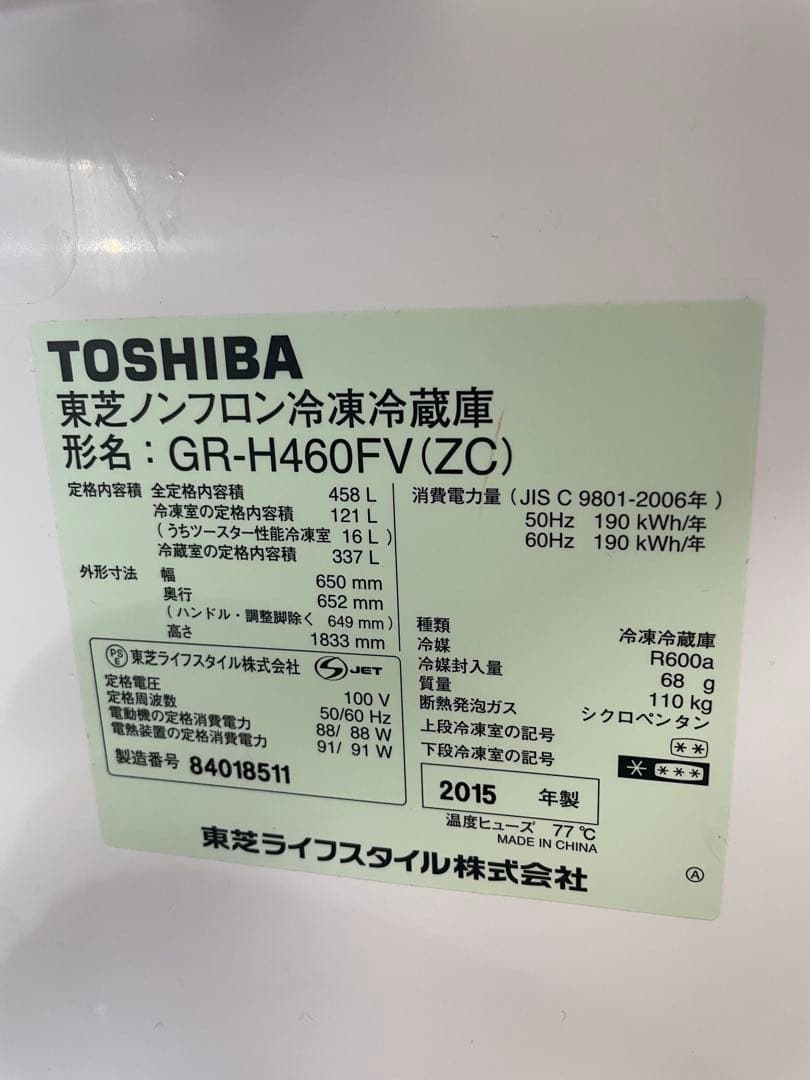 TOSHIBA
東芝ノンフロン冷凍冷蔵庫
形名：GR-H460FV(ZC)
定格内容積 全定格内容積 458 L
冷凍室の定格内容積 121 L
(うちツースター性能冷凍室 16 L)
冷蔵室の定格内容積 337 L
外形寸法 幅 650 mm
奥行 652 mm
(ハンドル・調整脚除く 649 mm)
高さ 1833 mm
消費電力量 (JIS C 9801-2006年)
50Hz 190 kWh/年
60Hz 190 kWh/年
種類 冷凍冷蔵庫
冷媒 R600a
冷媒封入量 68 g
質量 110 kg
断熱発泡ガス シクロペンタン
上段冷凍室の記号 **
下段冷凍室の記号 * ***
PSE 東芝ライフスタイル株式会社 JET
定格電圧 100 V
定格周波数 50/60 Hz
電動機の定格消費電力 88/ 88 W
電熱装置の定格消費電力 91/ 91 W
製造番号 84018511
2015 年製
温度ヒューズ 77℃
MADE IN CHINA
東芝ライフスタイル株式会社
Ⓐ